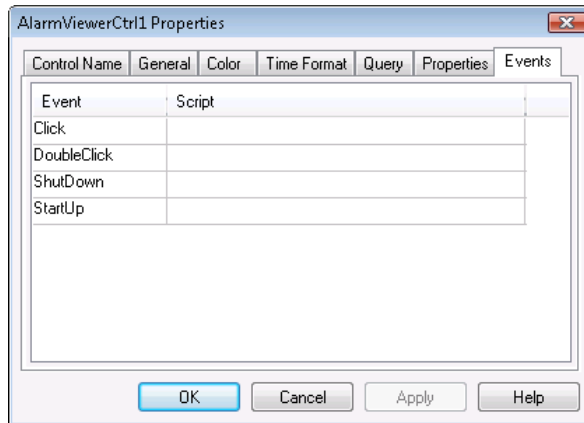 AlarmViewerCtrl1 Properties
Control Name General Color Time Format Query Properties Events
Event Script
Click
DoubleClick
ShutDown
StartUp
OK Cancel Apply Help